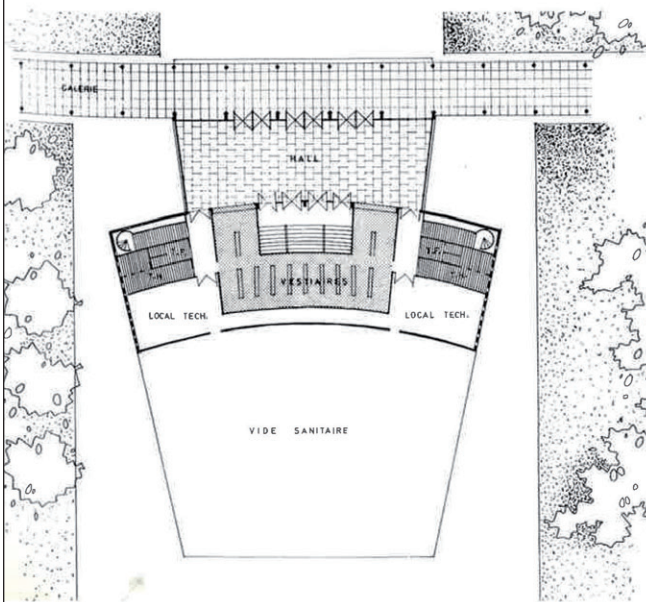 GALERIE
HALL
T.F.
T.F.
T.H.
T.H.
VESTIAIRES
LOCAL TECH.
LOCAL TECH.
VIDE SANITAIRE